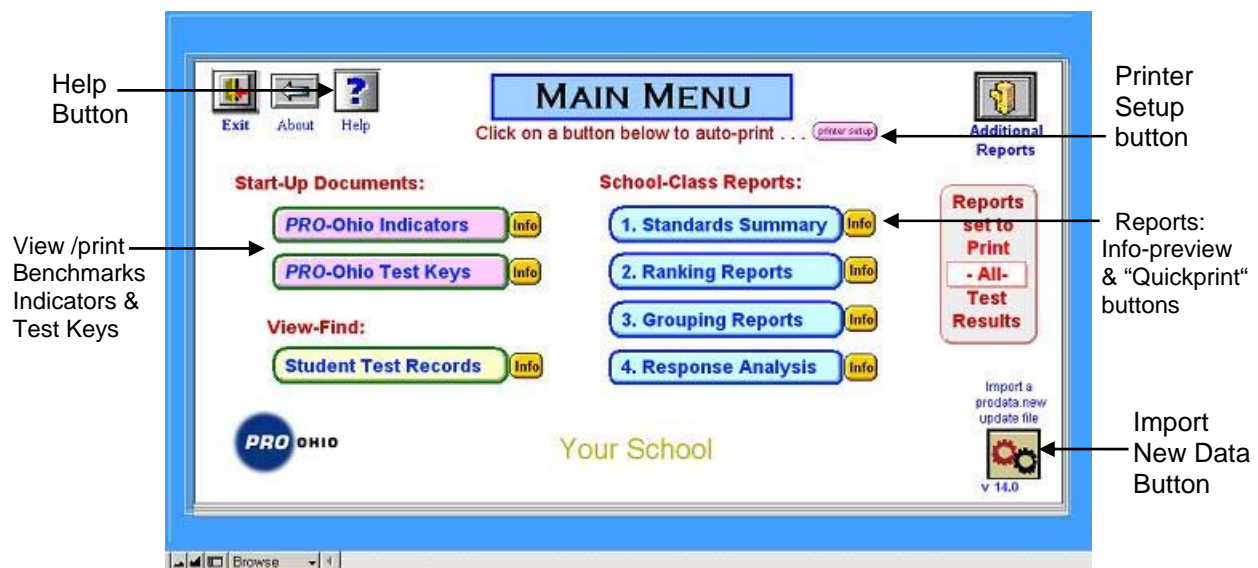 Help
Button
Exit
About
Help
MAIN MENU
Click on a button below to auto-print . . .
printer setup
Additional
Reports
Printer
Setup
button
Start-Up Documents:
PRO-Ohio Indicators
Info
PRO-Ohio Test Keys
Info
View-Find:
Student Test Records
Info
School-Class Reports:
1. Standards Summary
Info
2. Ranking Reports
Info
3. Grouping Reports
Info
4. Response Analysis
Info
Reports
set to
Print
- All-
Test
Results
View /print
Benchmarks
Indicators &
Test Keys
Reports:
Info-preview
& “Quickprint“
buttons
Import a
prodata.new
update file
v 14.0
Import
New Data
Button
PRO OHIO
Your School
Browse